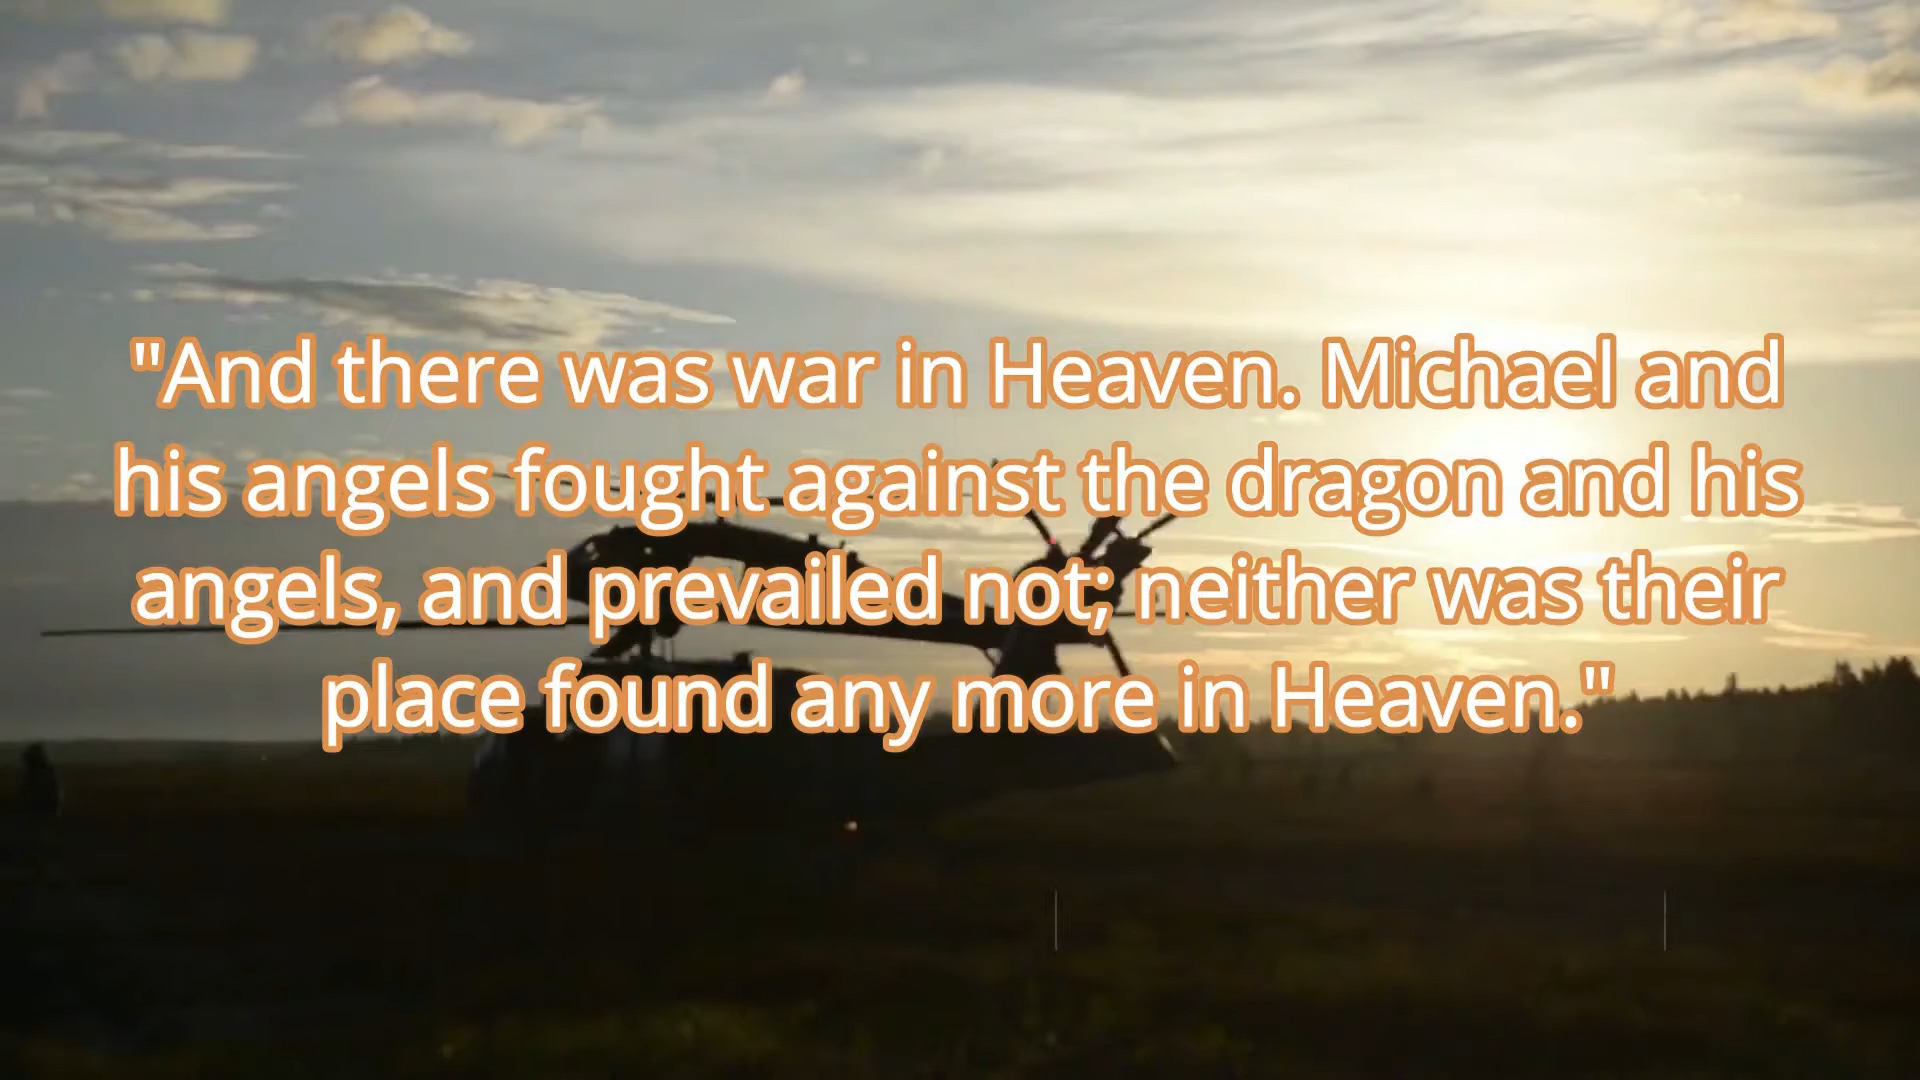 "And there was war in Heaven. Michael and
his angels fought against the dragon and his
angels, and prevailed not; neither was their
place found any more in Heaven."